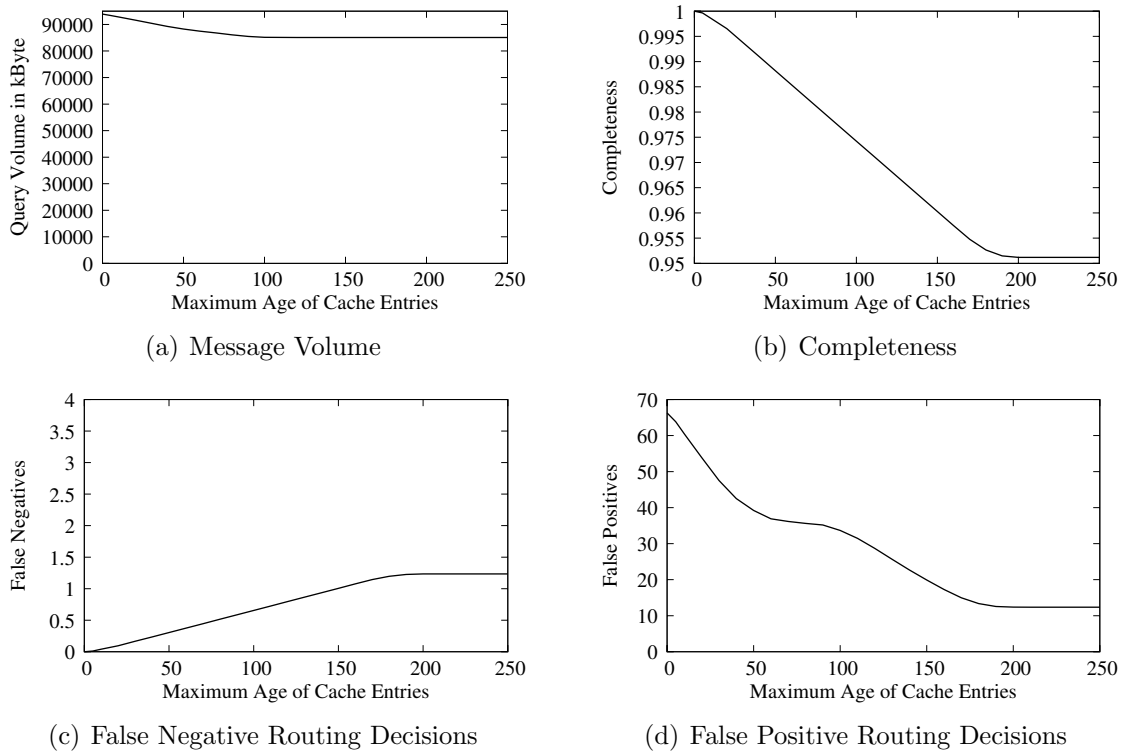 90000
80000
70000
60000
50000
40000
30000
20000
10000
0
Query Volume in kByte
0 50 100 150 200 250
Maximum Age of Cache Entries
(a) Message Volume
1
0.995
0.99
0.985
0.98
0.975
0.97
0.965
0.96
0.955
0.95
Completeness
0 50 100 150 200 250
Maximum Age of Cache Entries
(b) Completeness
4
3.5
3
2.5
2
1.5
1
0.5
0
False Negatives
0 50 100 150 200 250
Maximum Age of Cache Entries
(c) False Negative Routing Decisions
70
60
50
40
30
20
10
0
False Positives
0 50 100 150 200 250
Maximum Age of Cache Entries
(d) False Positive Routing Decisions